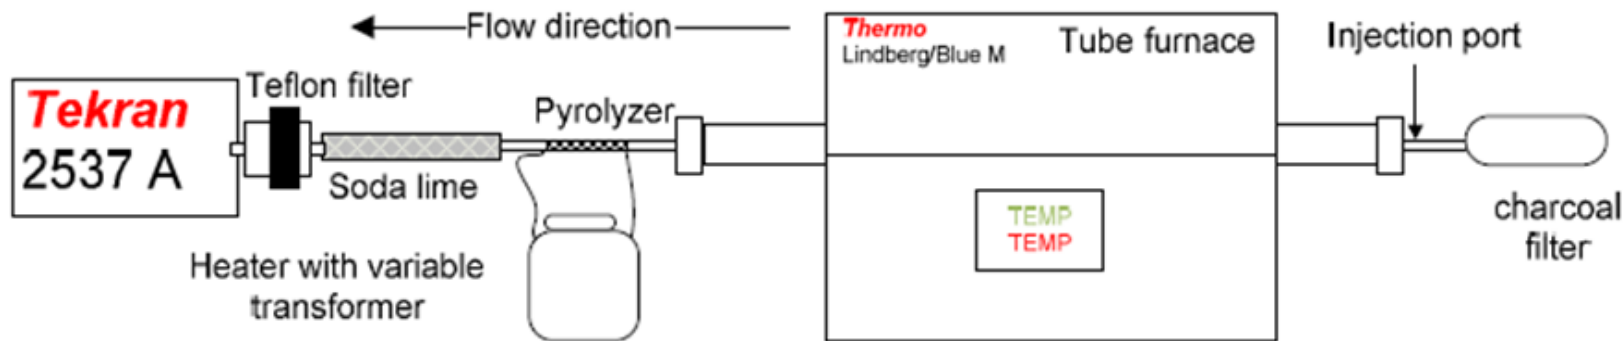 Flow direction
Thermo
Lindberg/Blue M
Tube furnace
Injection port
Teflon filter
Tekran
2537 A
Pyrolyzer
Soda lime
TEMP
TEMP
charcoal
filter
Heater with variable
transformer